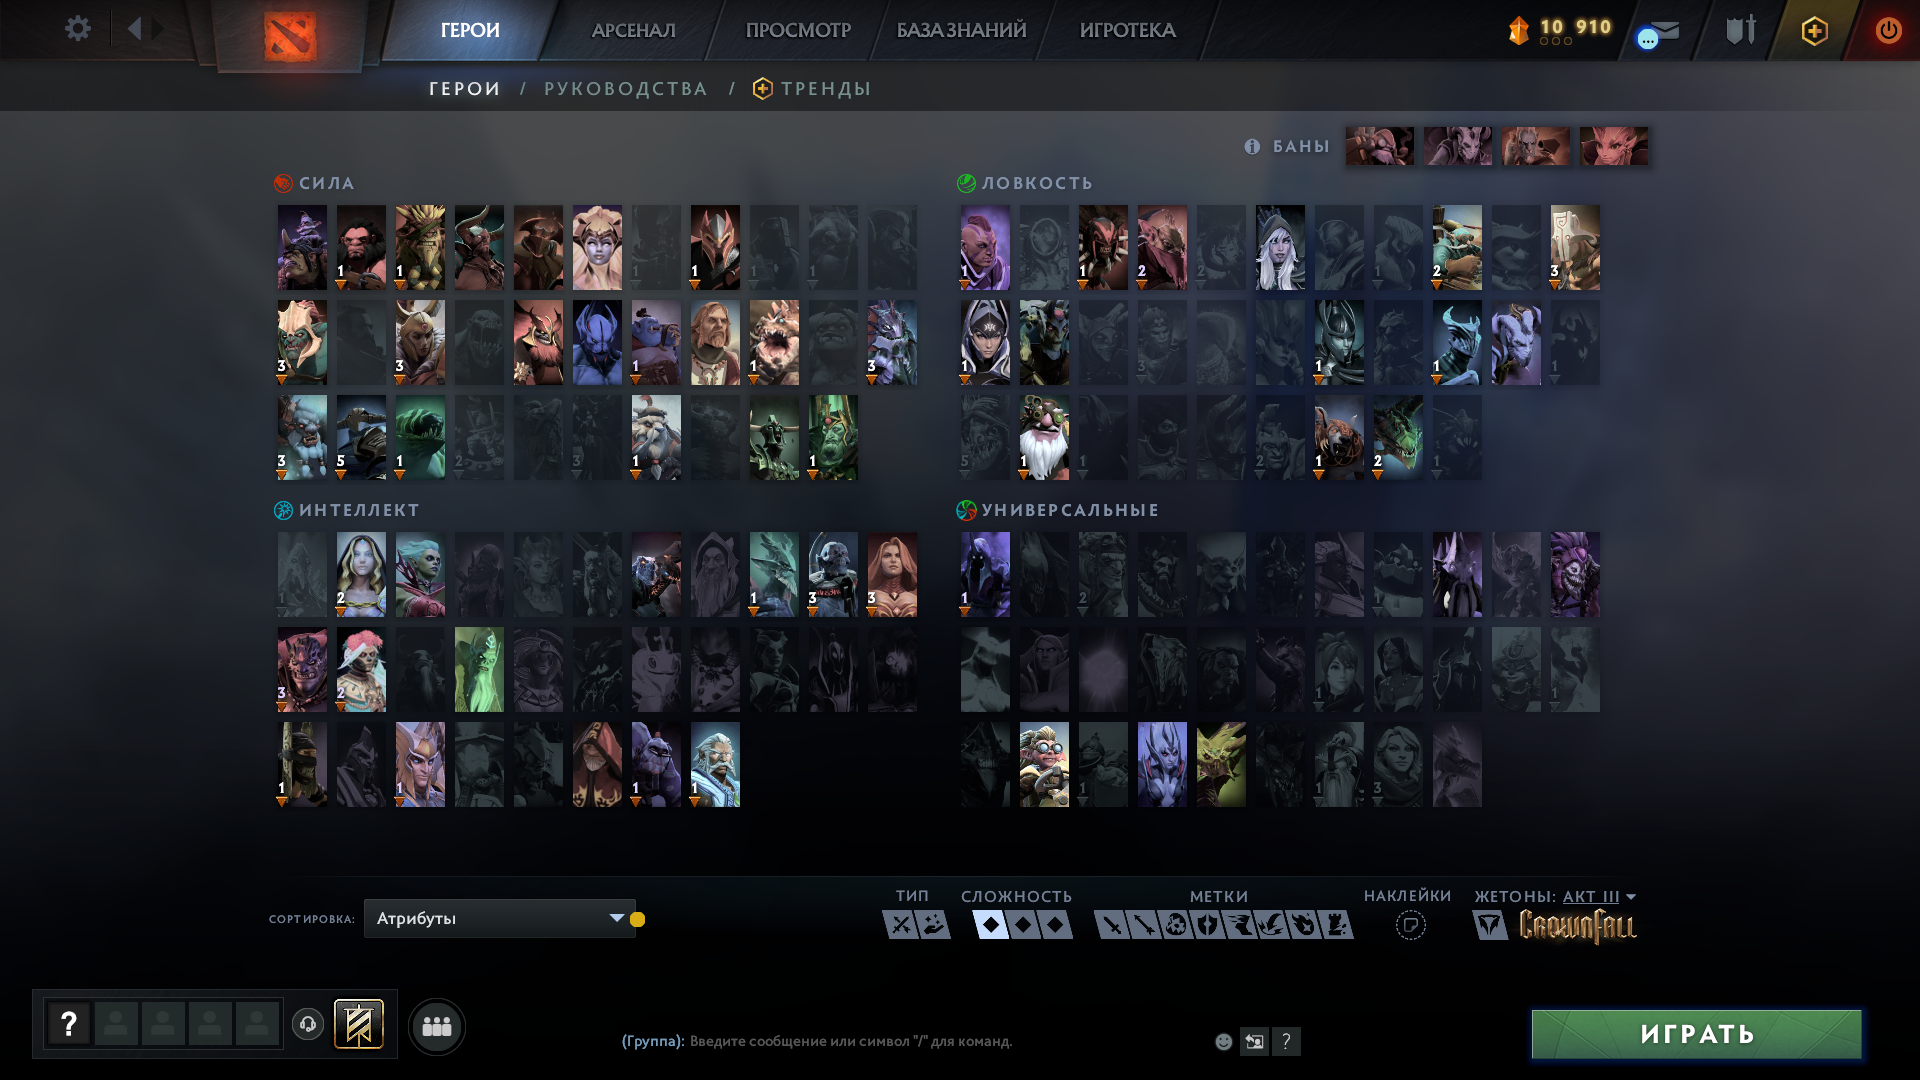 ГЕРОИ АРСЕНАЛ ПРОСМОТР БАЗА ЗНАНИЙ ИГРОТЕКА 10 910
ГЕРОИ / РУКОВОДСТВА / ТРЕНДЫ
БАНЫ
СИЛА
1 1 1 1 1 1
3 3 1 1 3
3 5 1 2 3 1 1
ЛОВКОСТЬ
1 1 2 2 1 2 3
1 3 1 1 1
5 1 1 2 1 2 1
ИНТЕЛЛЕКТ
1 2 1 3 3
3 2
1 1 1 1
УНИВЕРСАЛЬНЫЕ
1 2
1 1
1 1 3
СОРТИРОВКА: Атрибуты
ТИП СЛОЖНОСТЬ МЕТКИ НАКЛЕЙКИ ЖЕТОНЫ: АКТ III
CROWNFALL
?
(Группа): Введите сообщение или символ "/" для команд.
?
ИГРАТЬ